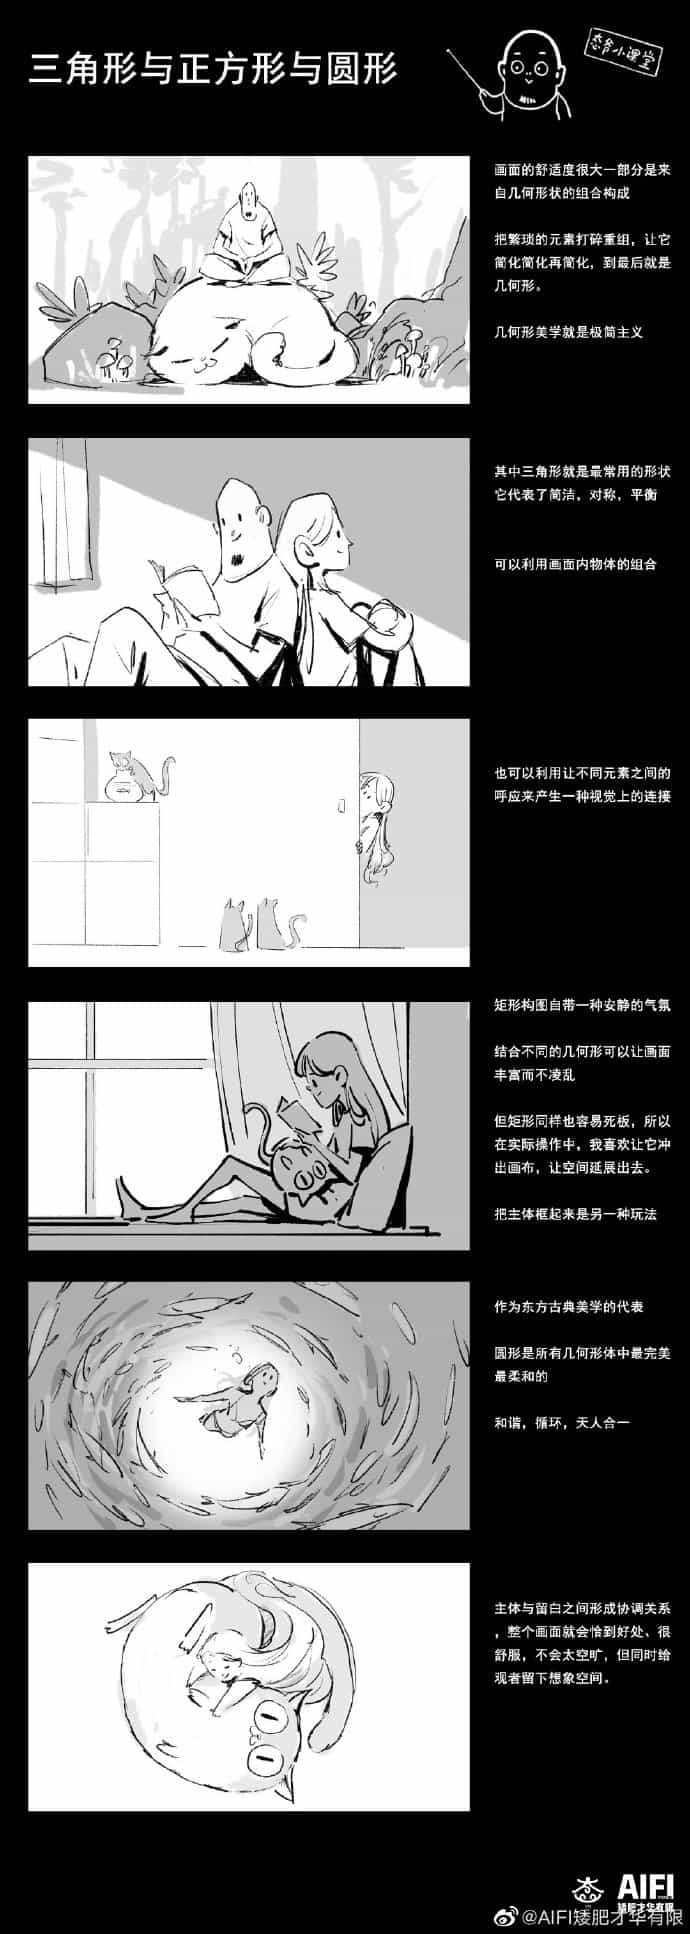 三角形与正方形与圆形
态爷小课堂
画面的舒适度很大一部分是来
自几何形状的组合构成
把繁琐的元素打碎重组，让它
简化简化再简化，到最后就是
几何形。
几何形美学就是极简主义
其中三角形就是最常用的形状
它代表了简洁，对称，平衡
可以利用画面内物体的组合
也可以利用让不同元素之间的
呼应来产生一种视觉上的连接
矩形构图自带一种安静的气氛
结合不同的几何形可以让画面
丰富而不凌乱
但矩形同样也容易死板，所以
在实际操作中，我喜欢让它冲
出画布，让空间延展出去。
把主体框起来是另一种玩法
作为东方古典美学的代表
圆形是所有几何形体中最完美
最柔和的
和谐，循环，天人合一
主体与留白之间形成协调关系
，整个画面就会恰到好处、很
舒服，不会太空旷，但同时给
观者留下想象空间。
态 AIFI
矮肥才华有限
@AIFI矮肥才华有限